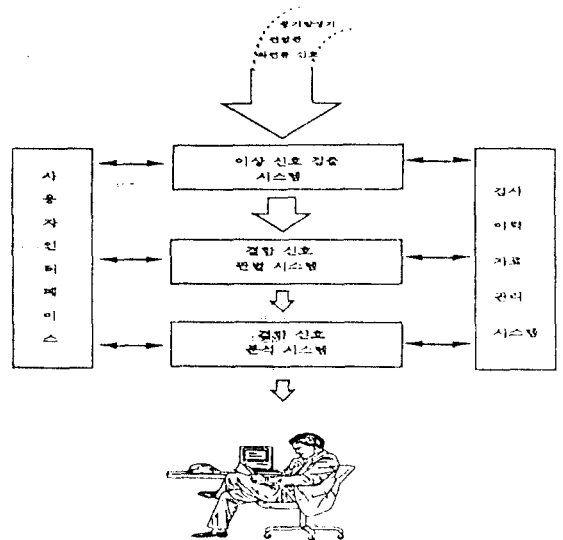 증기발생기
전열관
와전류 신호
사
용
자
인
터
페
이
스
이상 신호 검출
시스템
결함 신호
판별 시스템
결함 신호
분석 시스템
검사
이력
자료
관리
시스템